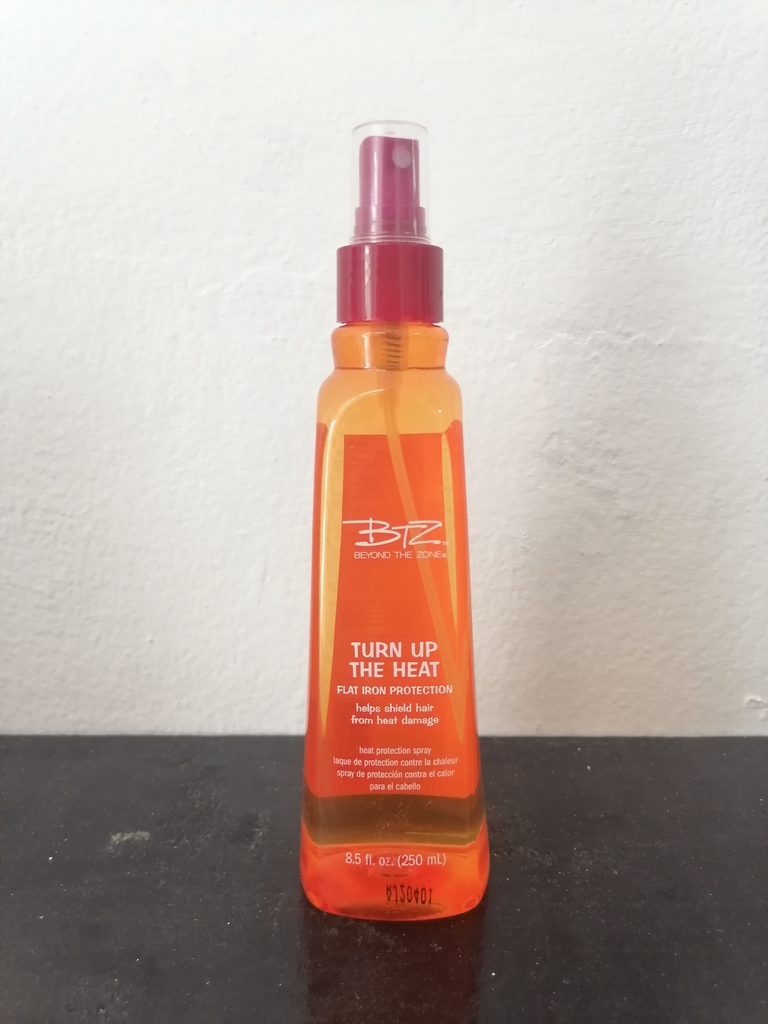 BTZ™
BEYOND THE ZONE®
TURN UP
THE HEAT
FLAT IRON PROTECTION
helps shield hair
from heat damage
heat protection spray
laque de protection contre la chaleur
spray de protección contra el calor
para el cabello
8.5 fl. oz. (250 mL)